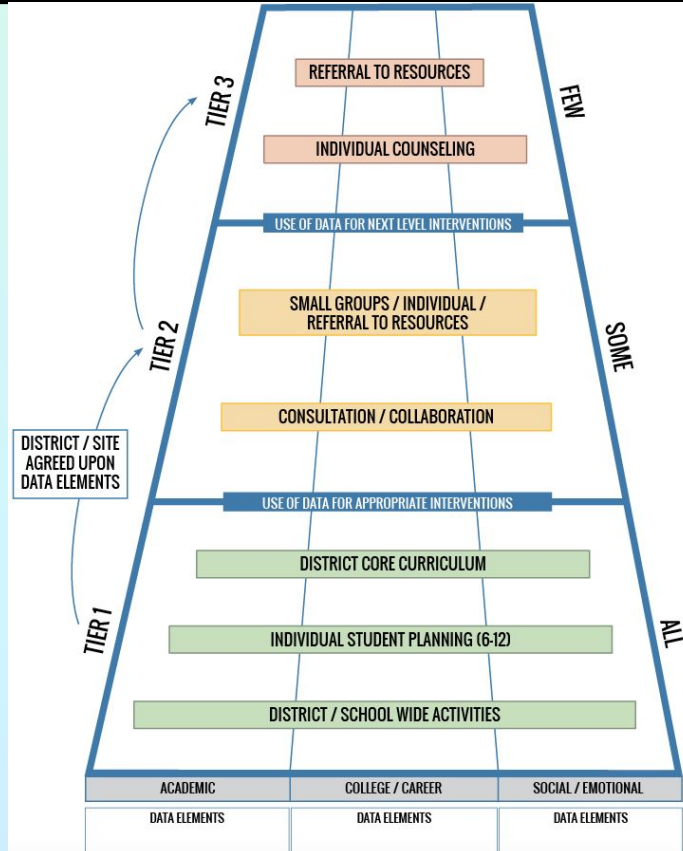 REFERRAL TO RESOURCES
TIER 3
FEW
INDIVIDUAL COUNSELING
USE OF DATA FOR NEXT LEVEL INTERVENTIONS
SMALL GROUPS / INDIVIDUAL /
REFERRAL TO RESOURCES
TIER 2
SOME
CONSULTATION / COLLABORATION
DISTRICT / SITE
AGREED UPON
DATA ELEMENTS
USE OF DATA FOR APPROPRIATE INTERVENTIONS
DISTRICT CORE CURRICULUM
TIER 1
ALL
INDIVIDUAL STUDENT PLANNING (6-12)
DISTRICT / SCHOOL WIDE ACTIVITIES
ACADEMIC
COLLEGE / CAREER
SOCIAL / EMOTIONAL
DATA ELEMENTS
DATA ELEMENTS
DATA ELEMENTS